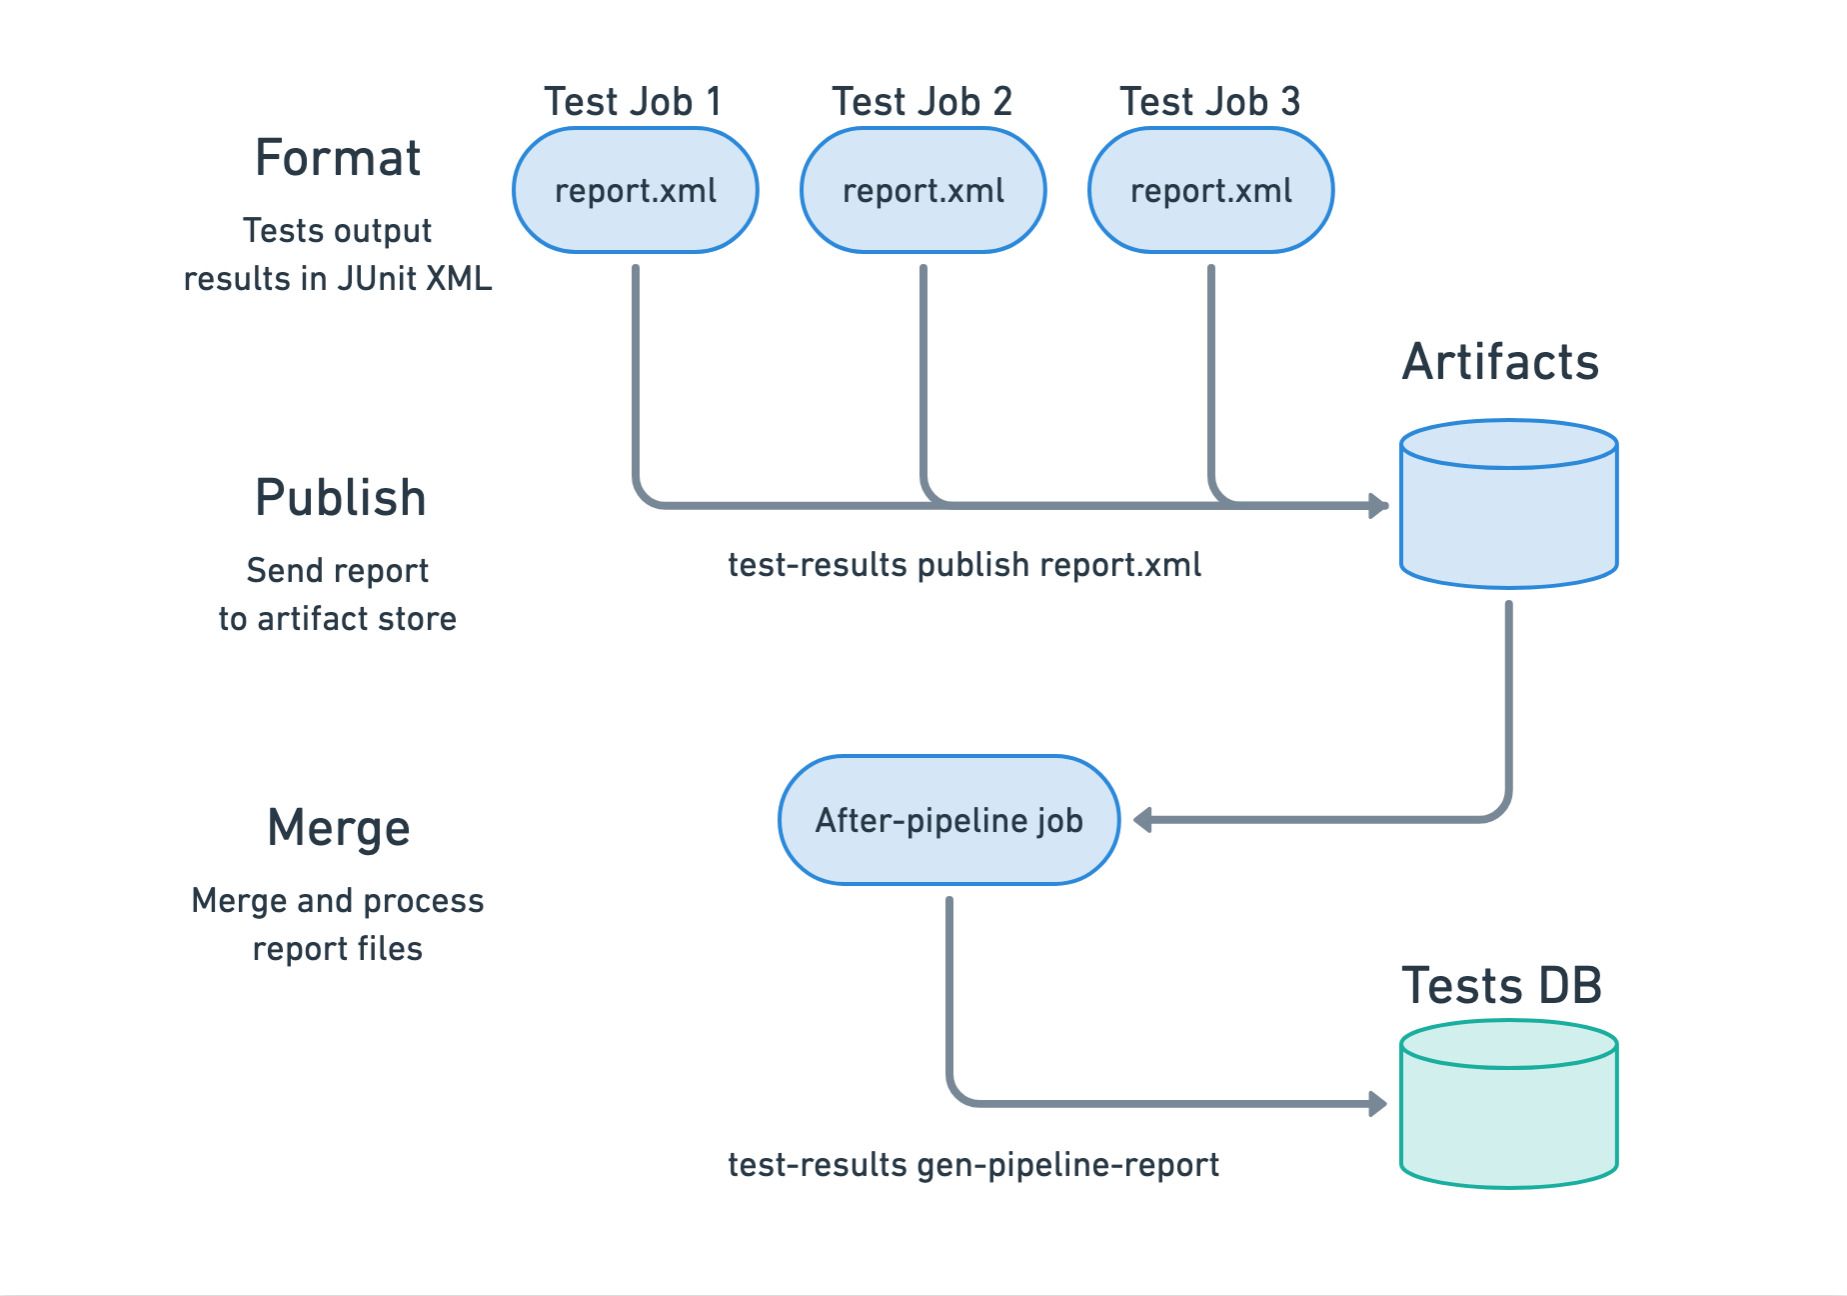 Test Job 1
Test Job 2
Test Job 3
Format
report.xml
report.xml
report.xml
Tests output
results in JUnit XML
Artifacts
Publish
Send report
to artifact store
test-results publish report.xml
Merge
Merge and process
report files
After-pipeline job
Tests DB
test-results gen-pipeline-report